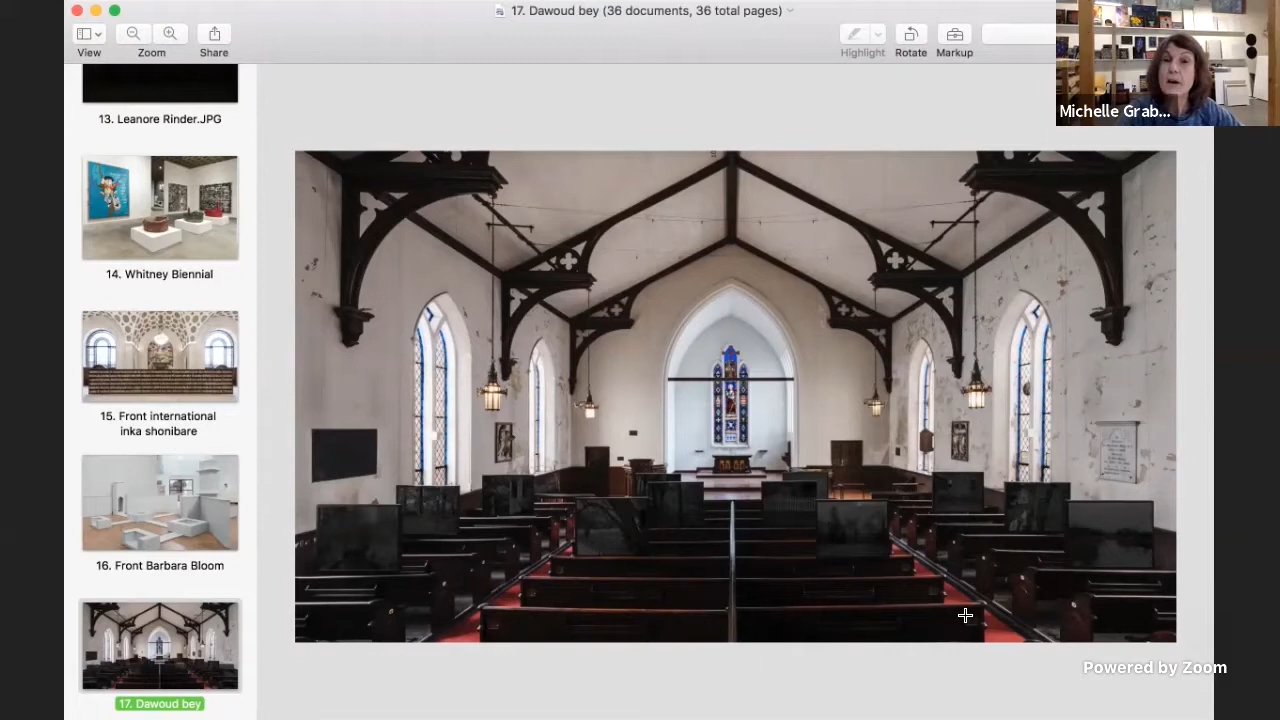 17. Dawoud bey (36 documents, 36 total pages)
View
Zoom
Share
Highlight
Rotate
Markup
Michelle Grab...
13. Leanore Rinder.JPG
14. Whitney Biennial
15. Front international
inka shonibare
16. Front Barbara Bloom
17. Dawoud bey
Powered by Zoom